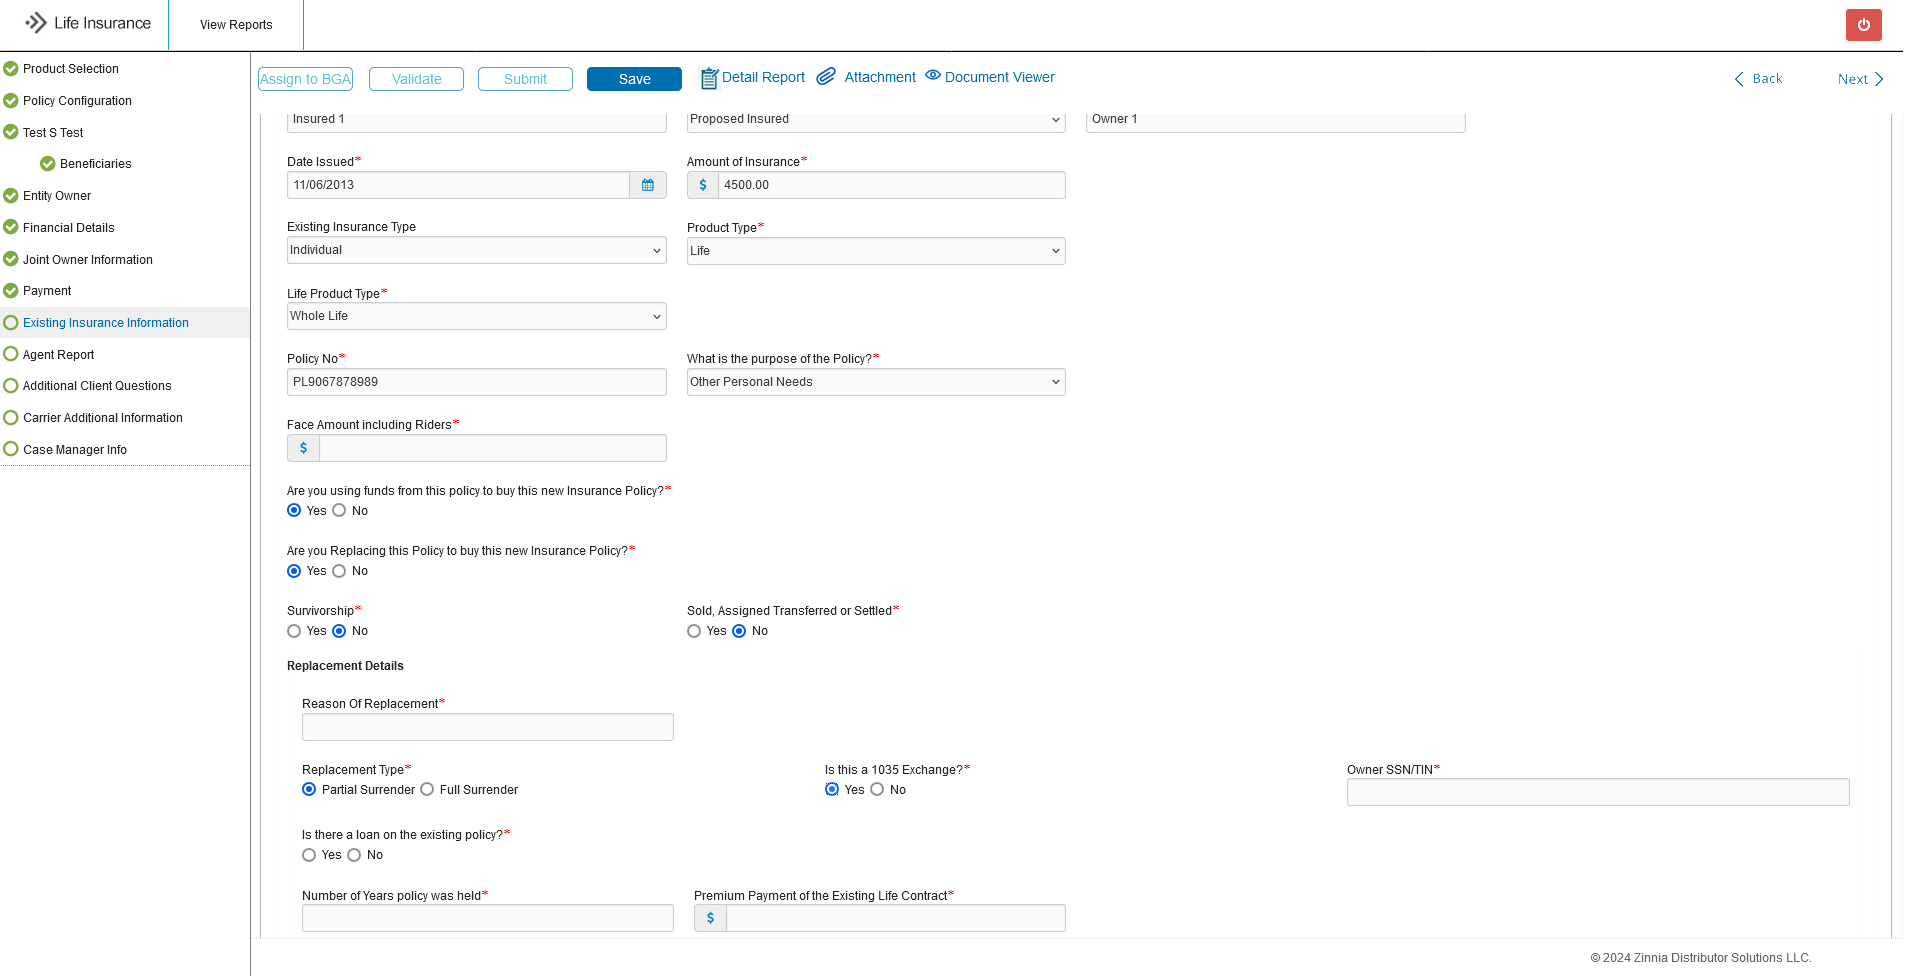 Life Insurance
View Reports
Product Selection
Policy Configuration
Test S Test
Beneficiaries
Entity Owner
Financial Details
Joint Owner Information
Payment
Existing Insurance Information
Agent Report
Additional Client Questions
Carrier Additional Information
Case Manager Info
Assign to BGA Validate Submit Save Detail Report Attachment Document Viewer Back Next
Insured 1 Proposed Insured Owner 1
Date Issued* Amount of Insurance*
11/06/2013 $ 4500.00
Existing Insurance Type Product Type*
Individual Life
Life Product Type*
Whole Life
Policy No* What is the purpose of the Policy?*
PL9067878989 Other Personal Needs
Face Amount including Riders*
$
Are you using funds from this policy to buy this new Insurance Policy?*
Yes No
Are you Replacing this Policy to buy this new Insurance Policy?*
Yes No
Survivorship* Sold, Assigned Transferred or Settled*
Yes No Yes No
Replacement Details
Reason Of Replacement*
Replacement Type* Is this a 1035 Exchange?* Owner SSN/TIN*
Partial Surrender Full Surrender Yes No
Is there a loan on the existing policy?*
Yes No
Number of Years policy was held* Premium Payment of the Existing Life Contract*
$
© 2024 Zinnia Distributor Solutions LLC.